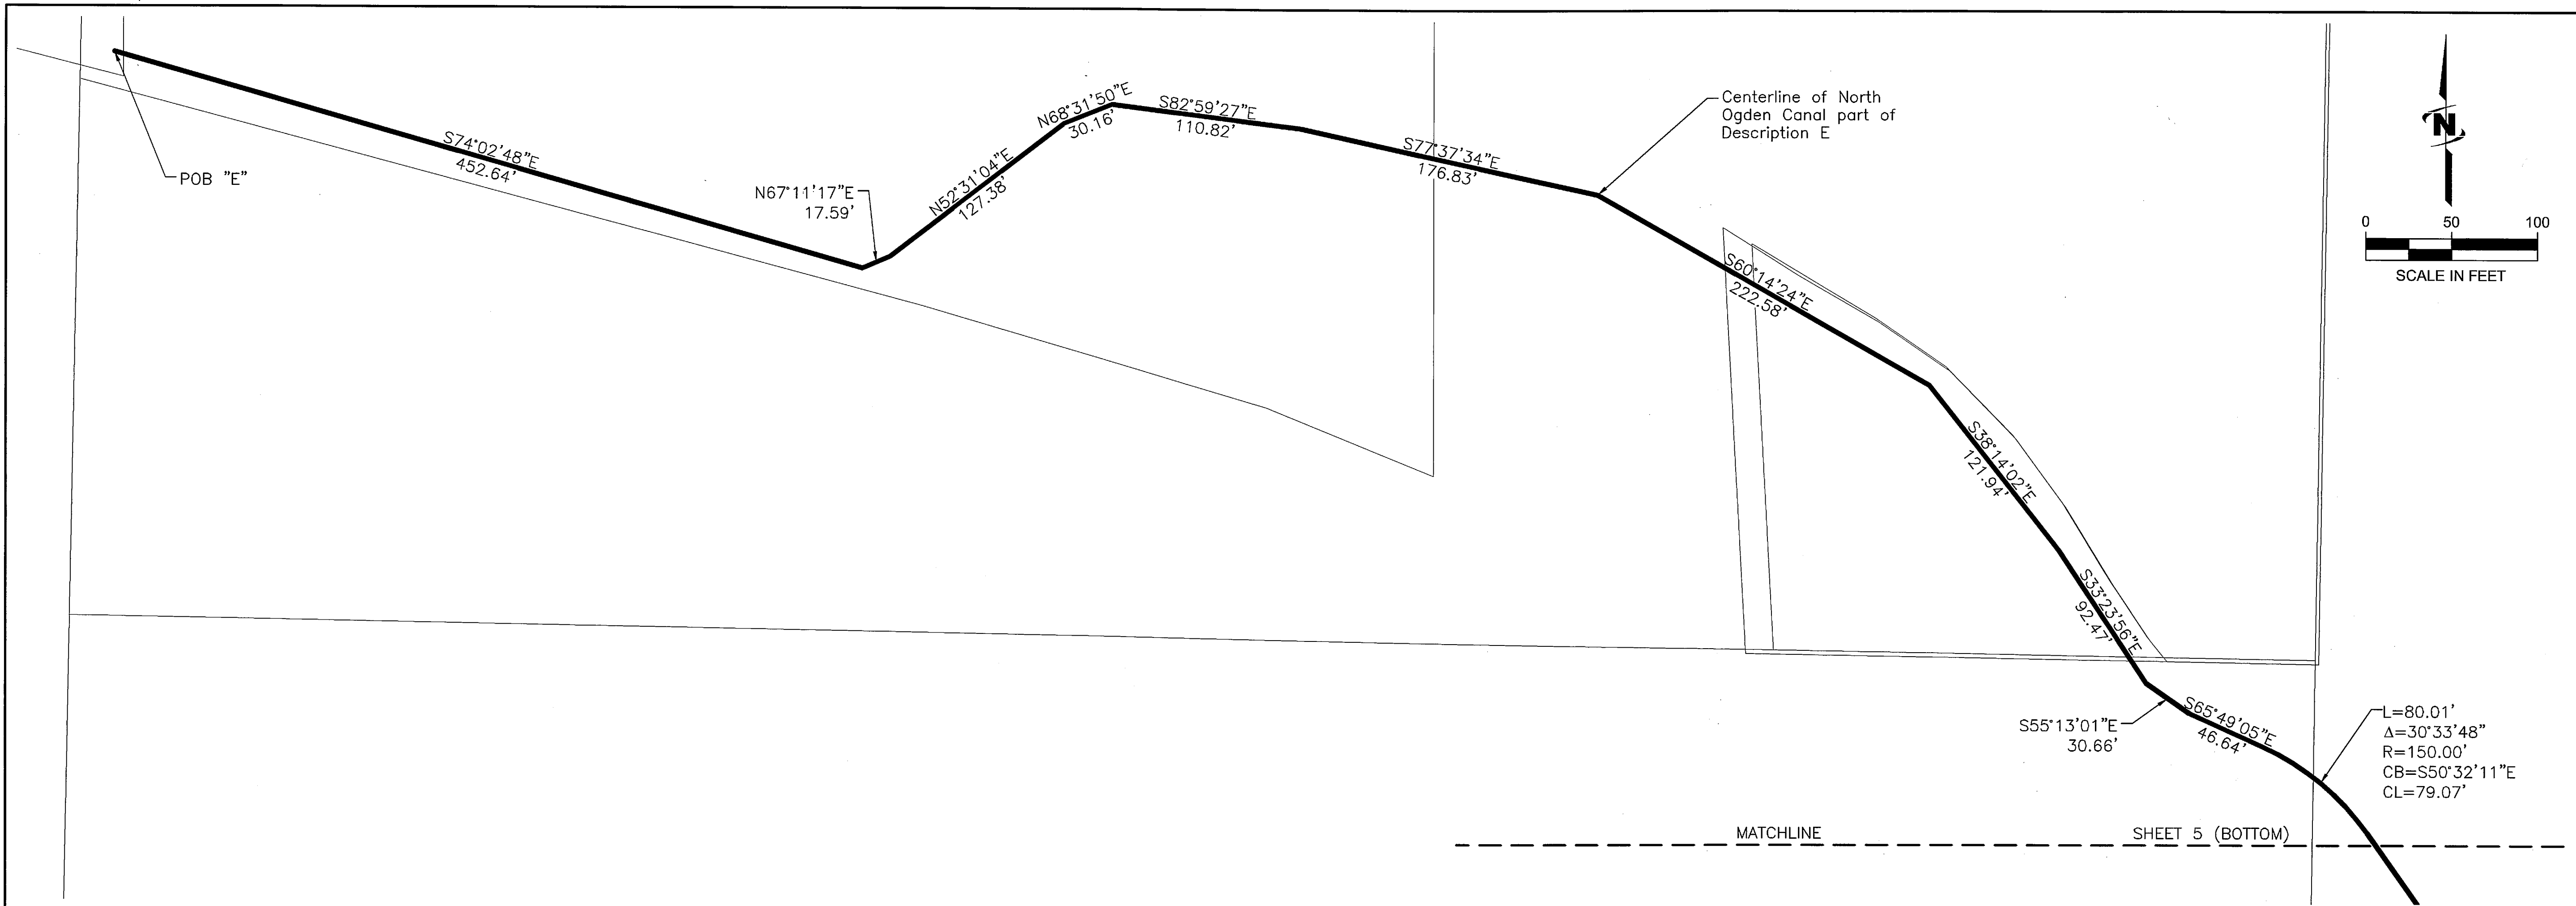 POB "E"
S74°02'48"E
452.64'
N67°11'17"E
17.59'
N52°31'04"E
127.38'
N68°31'50"E
30.16'
S82°59'27"E
110.82'
S77°37'34"E
176.83'
Centerline of North
Ogden Canal part of
Description E
N
0 50 100
SCALE IN FEET
S60°14'24"E
222.58'
S38°14'02"E
121.94'
S33°23'56"E
92.47'
S55°13'01"E
30.66'
S65°49'05"E
46.64'
L=80.01'
Δ=30°33'48"
R=150.00'
CB=S50°32'11"E
CL=79.07'
MATCHLINE SHEET 5 (BOTTOM)